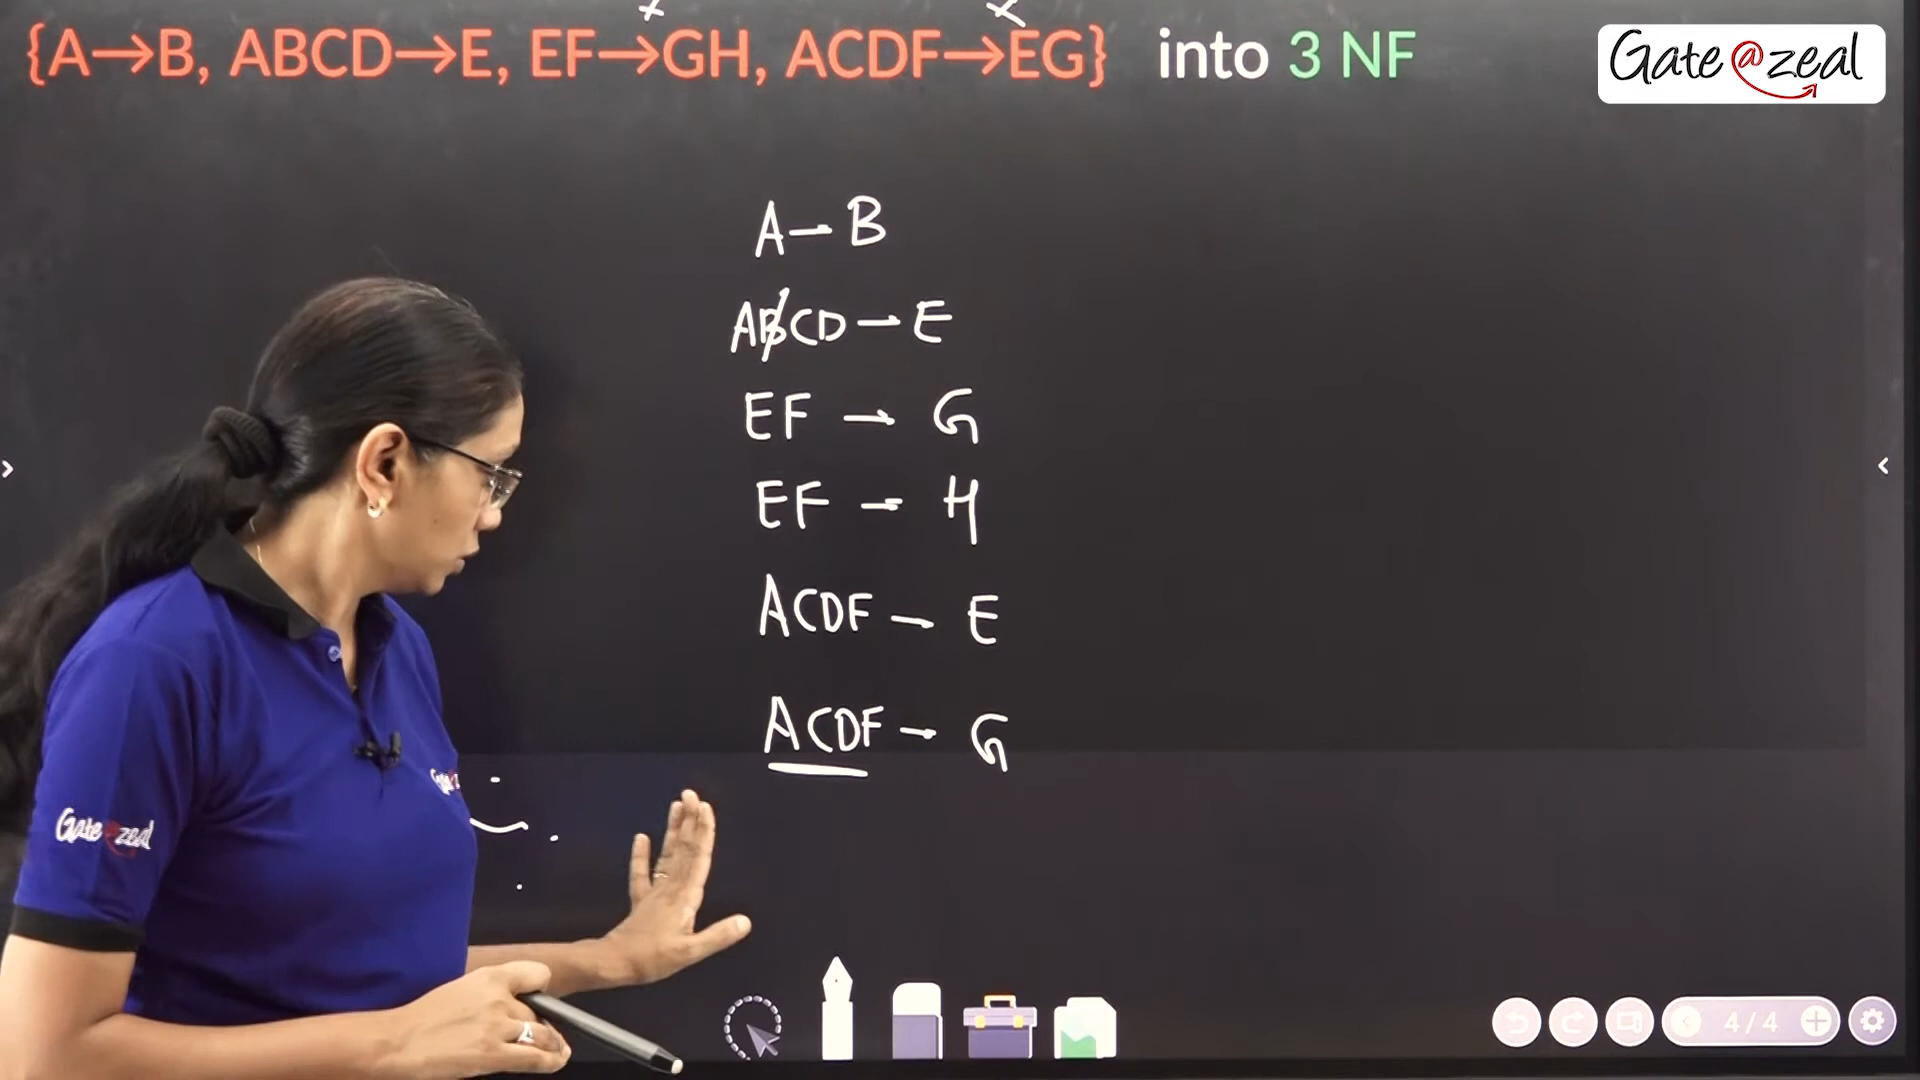 {A→B, ABCD→E, EF→GH, ACDF→EG} into 3 NF
Gate@zeal
A → B
ABCD → E
EF → G
EF → H
ACDF → E
ACDF → G
Gate@zeal
4/4